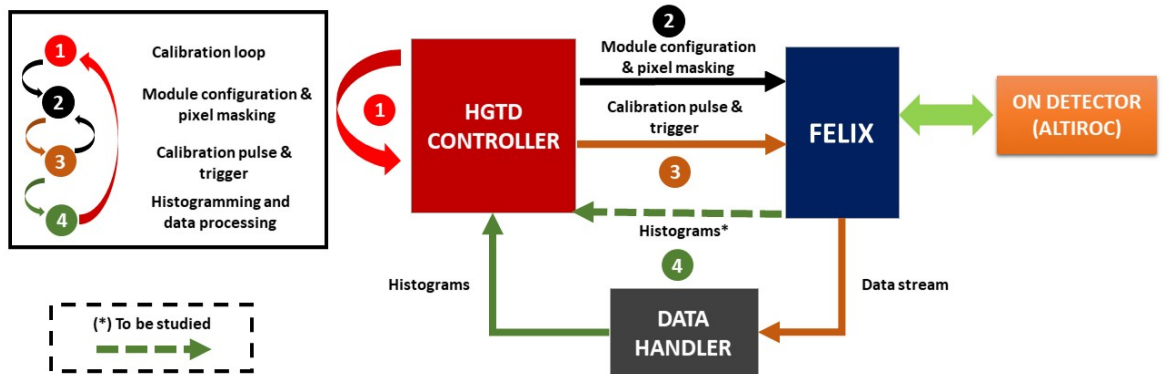 1
Calibration loop
2
Module configuration &
pixel masking
3
Calibration pulse &
trigger
4
Histogramming and
data processing
(*) To be studied
1
HGTD
CONTROLLER
2
Module configuration
& pixel masking
Calibration pulse &
trigger
3
Histograms*
4
Histograms
FELIX
ON DETECTOR
(ALTIROC)
Data stream
DATA
HANDLER